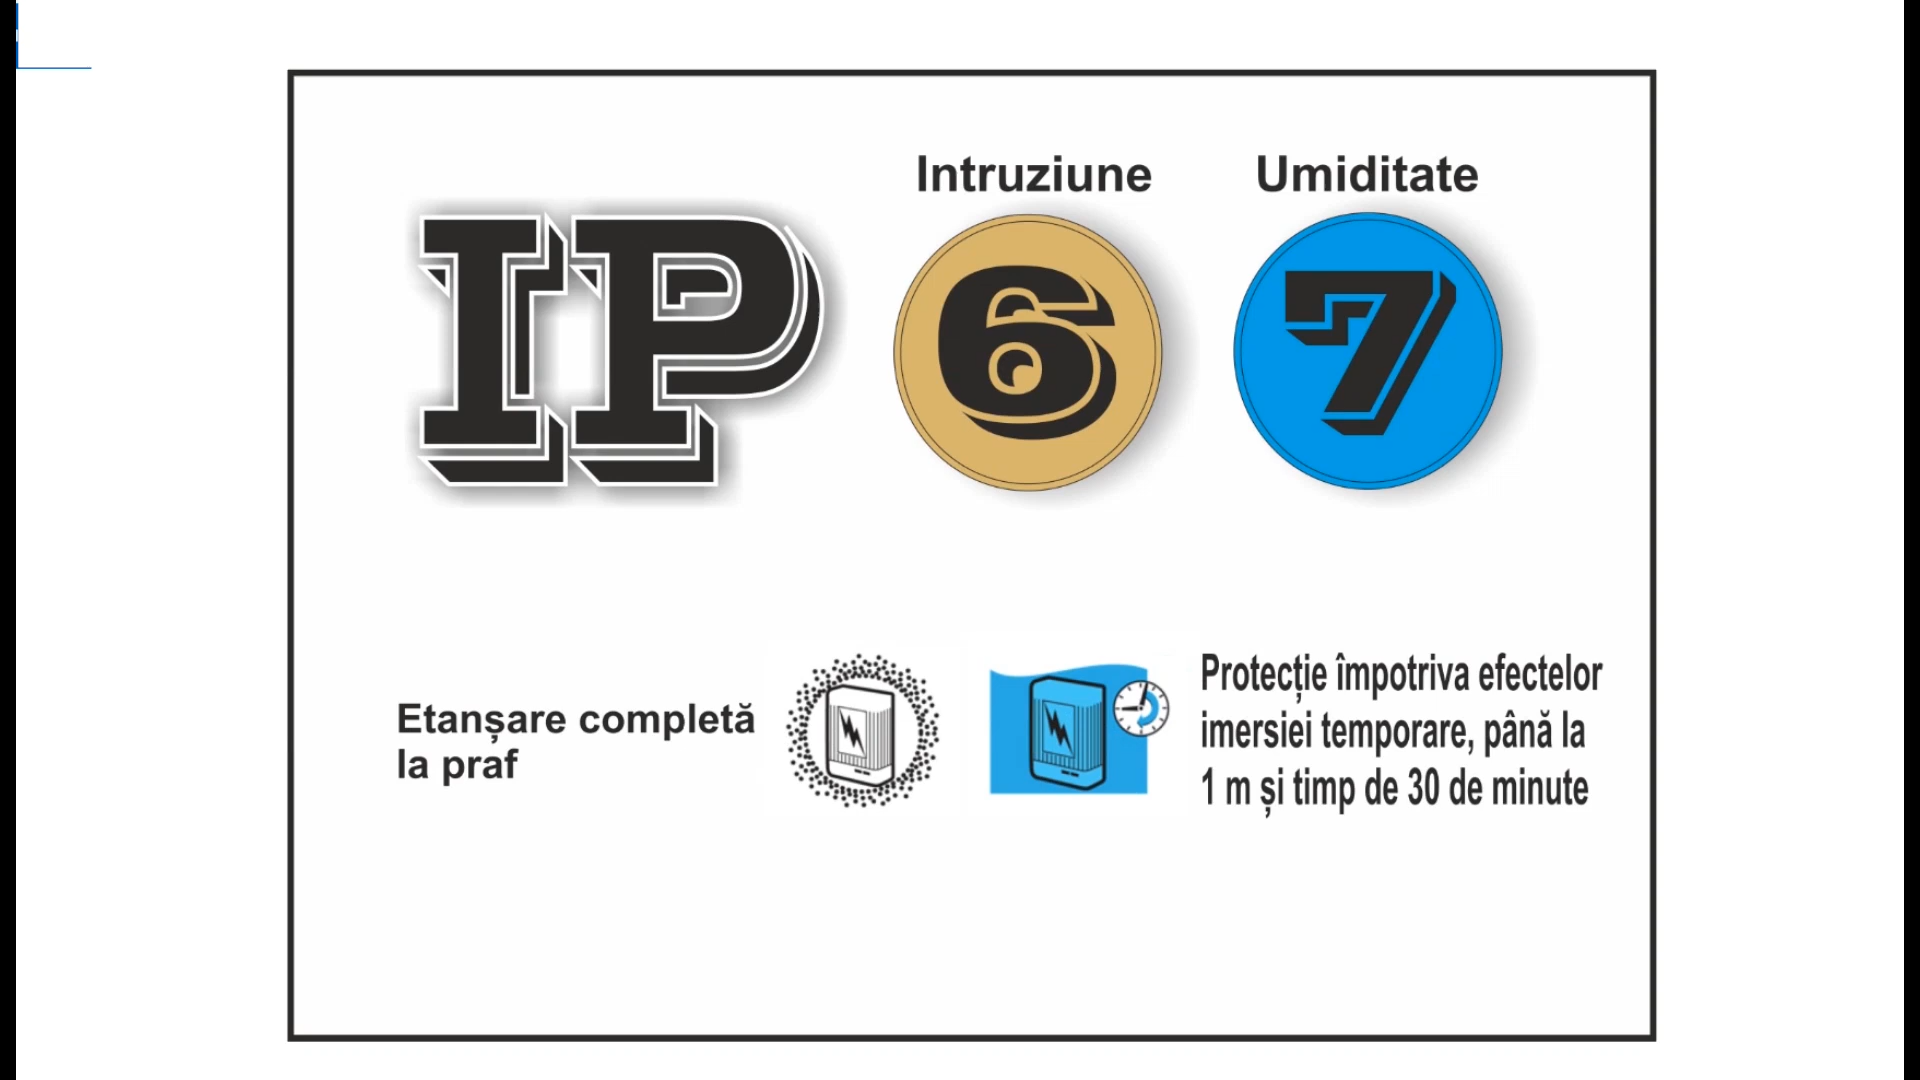 Intruziune Umiditate
IP 6 7
Etanșare completă
la praf
Protecție împotriva efectelor
imersiei temporare, până la
1 m și timp de 30 de minute